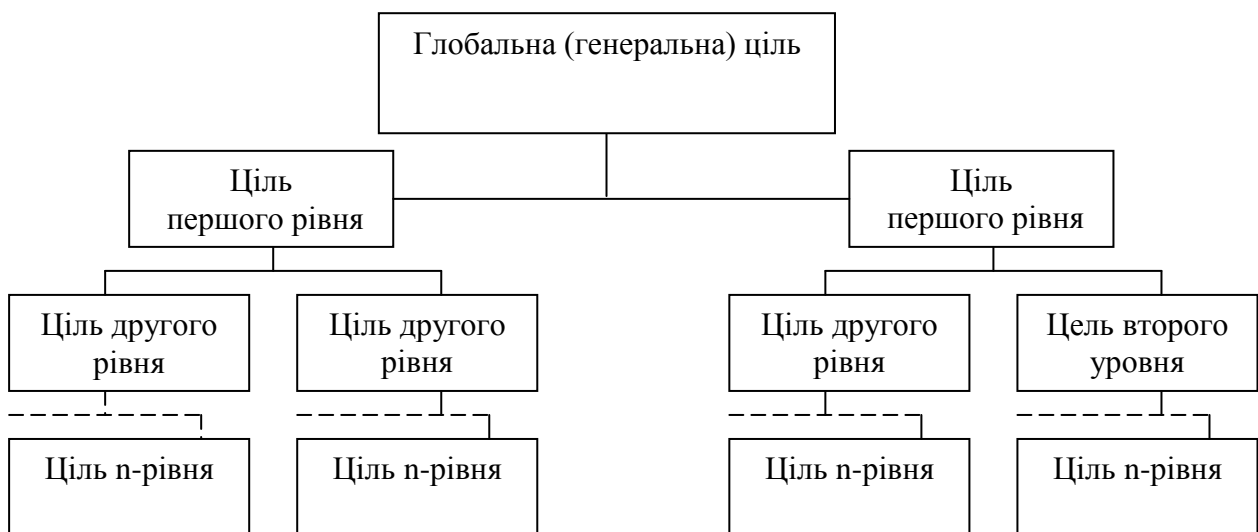 Глобальна (генеральна) ціль
Ціль
першого рівня
Ціль
першого рівня
Ціль другого
рівня
Ціль другого
рівня
Ціль другого
рівня
Цель второго
уровня
Ціль n-рівня
Ціль n-рівня
Ціль n-рівня
Ціль n-рівня